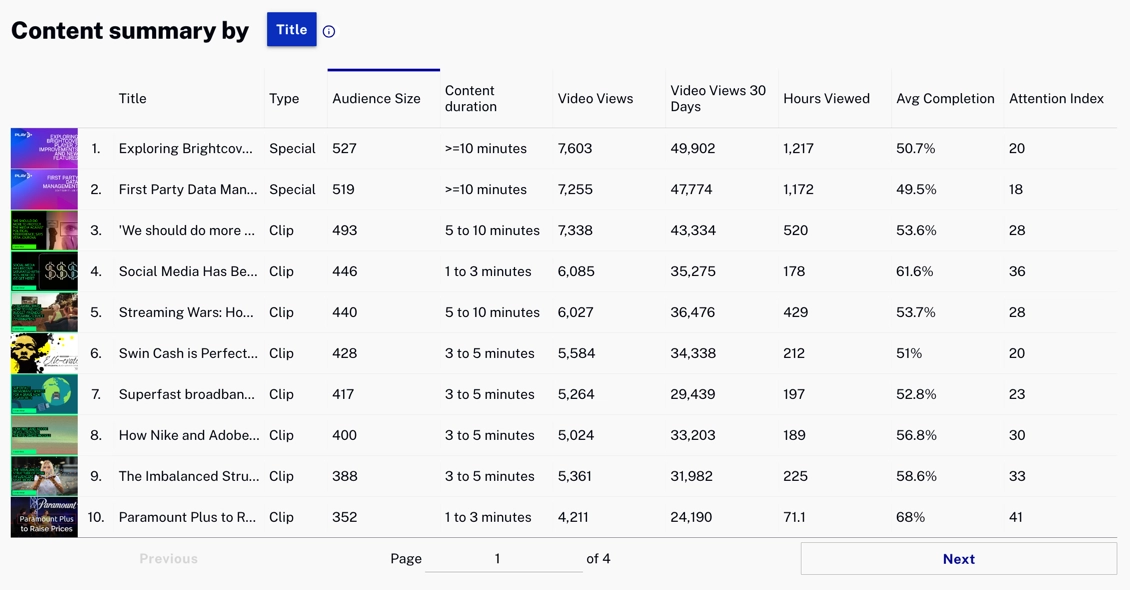 Content summary by Title
Title Type Audience Size Content duration Video Views Video Views 30 Days Hours Viewed Avg Completion Attention Index
1. Exploring Brightcov... Special 527 >=10 minutes 7,603 49,902 1,217 50.7% 20
2. First Party Data Man... Special 519 >=10 minutes 7,255 47,774 1,172 49.5% 18
3. 'We should do more ... Clip 493 5 to 10 minutes 7,338 43,334 520 53.6% 28
4. Social Media Has Be... Clip 446 1 to 3 minutes 6,085 35,275 178 61.6% 36
5. Streaming Wars: Ho... Clip 440 5 to 10 minutes 6,027 36,476 429 53.7% 28
6. Swin Cash is Perfect... Clip 428 3 to 5 minutes 5,584 34,338 212 51% 20
7. Superfast broadban... Clip 417 3 to 5 minutes 5,264 29,439 197 52.8% 23
8. How Nike and Adobe... Clip 400 3 to 5 minutes 5,024 33,203 189 56.8% 30
9. The Imbalanced Stru... Clip 388 3 to 5 minutes 5,361 31,982 225 58.6% 33
Paramount
Paramount Plus
to Raise Prices
10. Paramount Plus to R... Clip 352 1 to 3 minutes 4,211 24,190 71.1 68% 41
Previous Page 1 of 4 Next